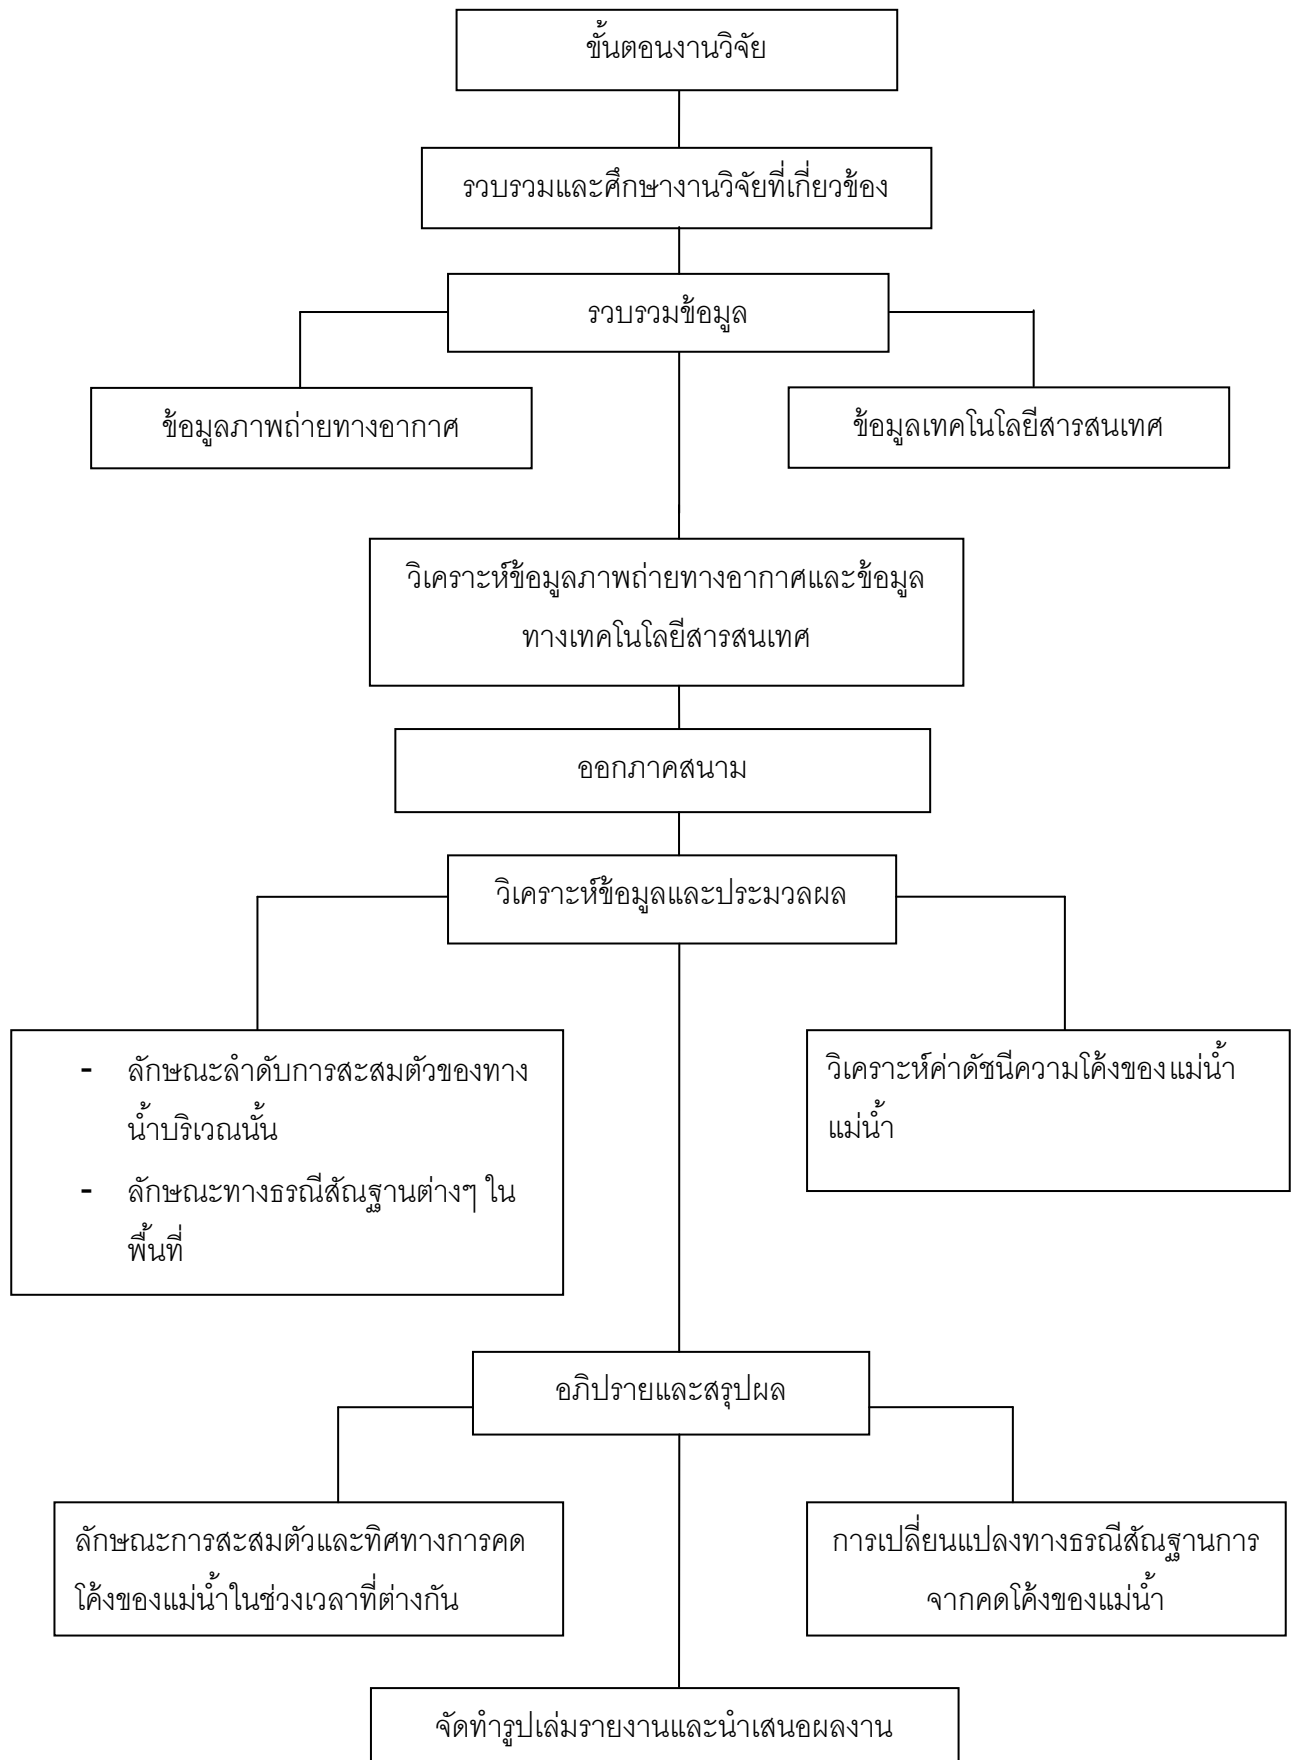 ขั้นตอนงานวิจัย
รวบรวมและศึกษางานวิจัยที่เกี่ยวข้อง
รวบรวมข้อมูล
ข้อมูลภาพถ่ายทางอากาศ
ข้อมูลเทคโนโลยีสารสนเทศ
วิเคราะห์ข้อมูลภาพถ่ายทางอากาศและข้อมูล
ทางเทคโนโลยีสารสนเทศ
ออกภาคสนาม
วิเคราะห์ข้อมูลและประมวลผล
- ลักษณะลำดับการสะสมตัวของทาง
น้ำบริเวณนั้น
- ลักษณะทางธรณีสัณฐานต่างๆ ใน
พื้นที่
วิเคราะห์ค่าดัชนีความโค้งของแม่น้ำ
แม่น้ำ
อภิปรายและสรุปผล
ลักษณะการสะสมตัวและทิศทางการคด
โค้งของแม่น้ำในช่วงเวลาที่ต่างกัน
การเปลี่ยนแปลงทางธรณีสัณฐานการ
จากคดโค้งของแม่น้ำ
จัดทำรูปเล่มรายงานและนำเสนอผลงาน